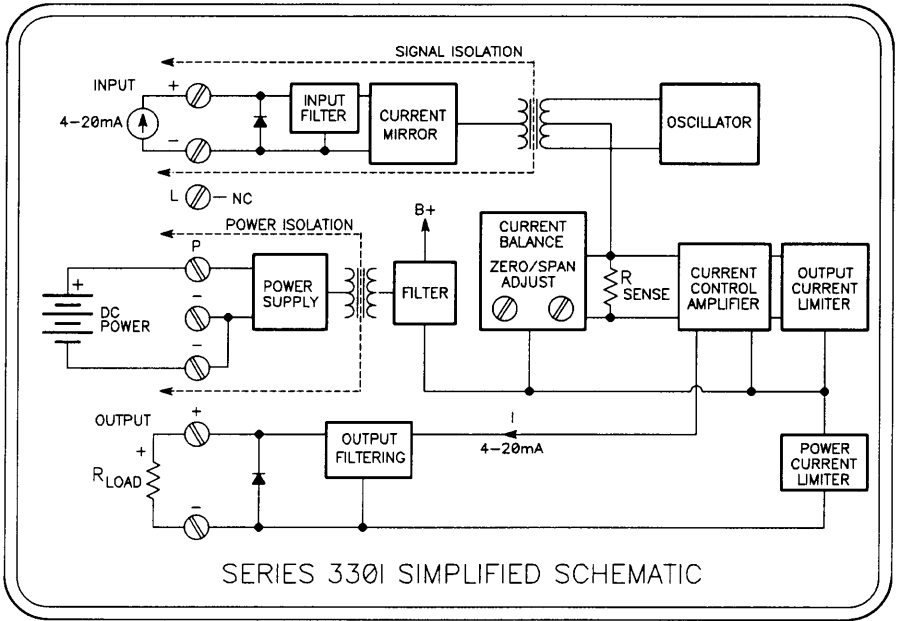 SIGNAL ISOLATION
INPUT
+
4-20mA
-
INPUT
FILTER
CURRENT
MIRROR
OSCILLATOR
L
NC
POWER ISOLATION
P
+
DC
POWER
-
-
POWER
SUPPLY
B+
FILTER
CURRENT
BALANCE
ZERO/SPAN
ADJUST
R
SENSE
CURRENT
CONTROL
AMPLIFIER
OUTPUT
CURRENT
LIMITER
OUTPUT
+
+
RLOAD
-
OUTPUT
FILTERING
I
4-20mA
POWER
CURRENT
LIMITER
SERIES 330I SIMPLIFIED SCHEMATIC